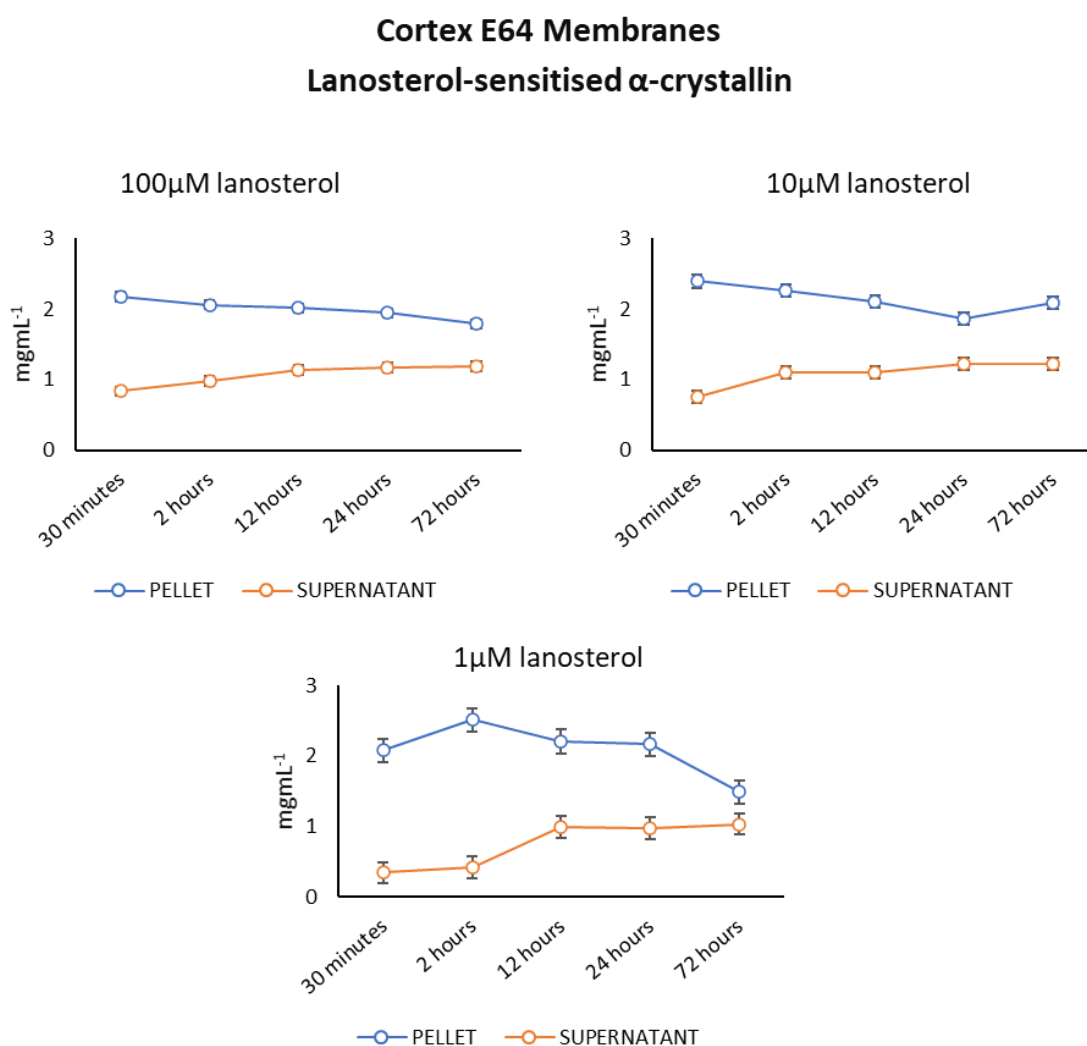 Cortex E64 Membranes
Lanosterol-sensitised α-crystallin
100µM lanosterol
3
2
1
0
mgmL-1
30 minutes
2 hours
12 hours
24 hours
72 hours
PELLET SUPERNATANT
10µM lanosterol
3
2
1
0
mgmL-1
30 minutes
2 hours
12 hours
24 hours
72 hours
PELLET SUPERNATANT
1µM lanosterol
3
2
1
0
mgmL-1
30 minutes
2 hours
12 hours
24 hours
72 hours
PELLET SUPERNATANT